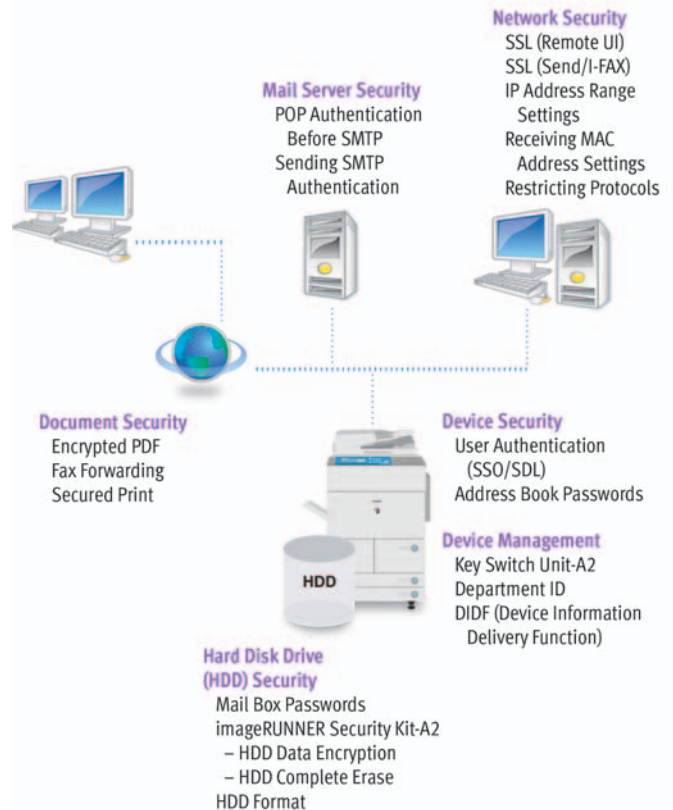 Network Security
SSL (Remote UI)
SSL (Send/I-FAX)
IP Address Range
Settings
Receiving MAC
Address Settings
Restricting Protocols
Mail Server Security
POP Authentication
Before SMTP
Sending SMTP
Authentication
Document Security
Encrypted PDF
Fax Forwarding
Secured Print
Device Security
User Authentication
(SSO/SDL)
Address Book Passwords
Device Management
Key Switch Unit-A2
Department ID
DIDF (Device Information
Delivery Function)
HDD
Hard Disk Drive
(HDD) Security
Mail Box Passwords
imageRUNNER Security Kit-A2
– HDD Data Encryption
– HDD Complete Erase
HDD Format